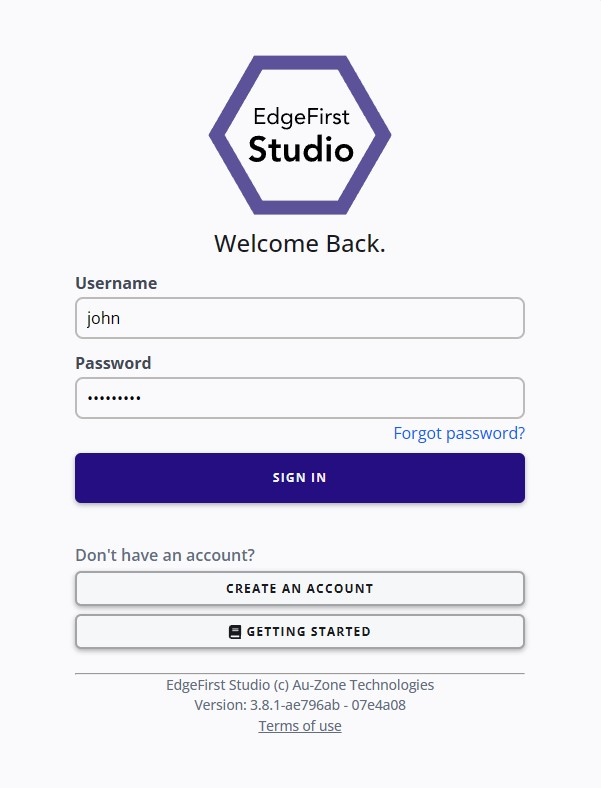 EdgeFirst
Studio
Welcome Back.
Username
john
Password
•••••••••
Forgot password?
SIGN IN
Don't have an account?
CREATE AN ACCOUNT
GETTING STARTED
EdgeFirst Studio (c) Au-Zone Technologies
Version: 3.8.1-ae796ab - 07e4a08
Terms of use